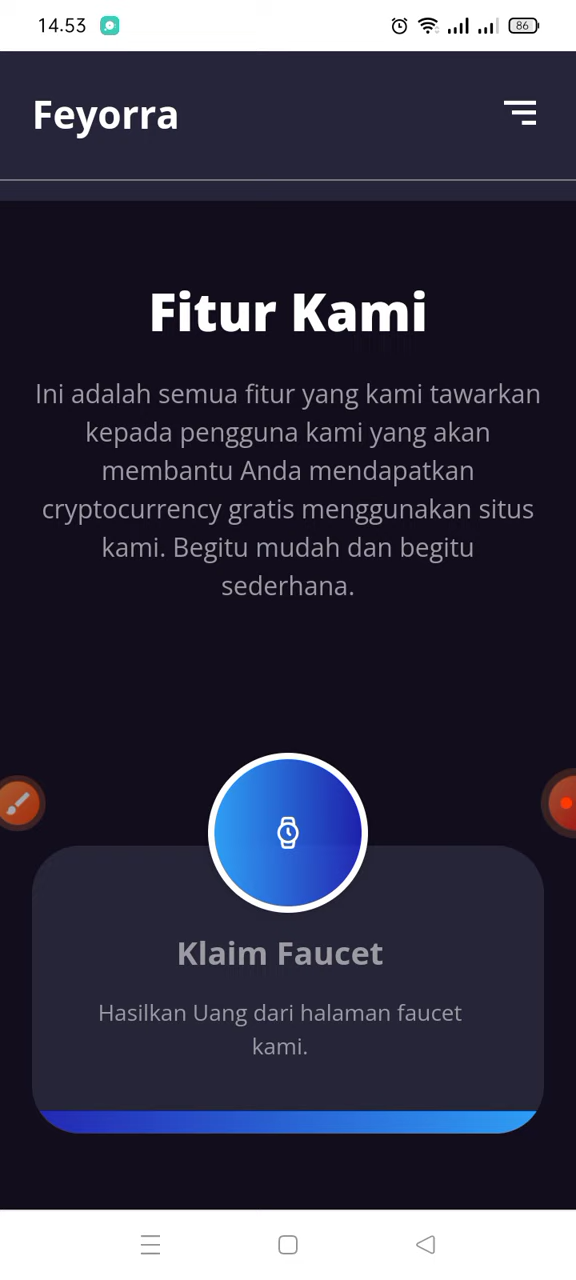 14.53
86
Feyorra
Fitur Kami
Ini adalah semua fitur yang kami tawarkan
kepada pengguna kami yang akan
membantu Anda mendapatkan
cryptocurrency gratis menggunakan situs
kami. Begitu mudah dan begitu
sederhana.
Klaim Faucet
Hasilkan Uang dari halaman faucet
kami.